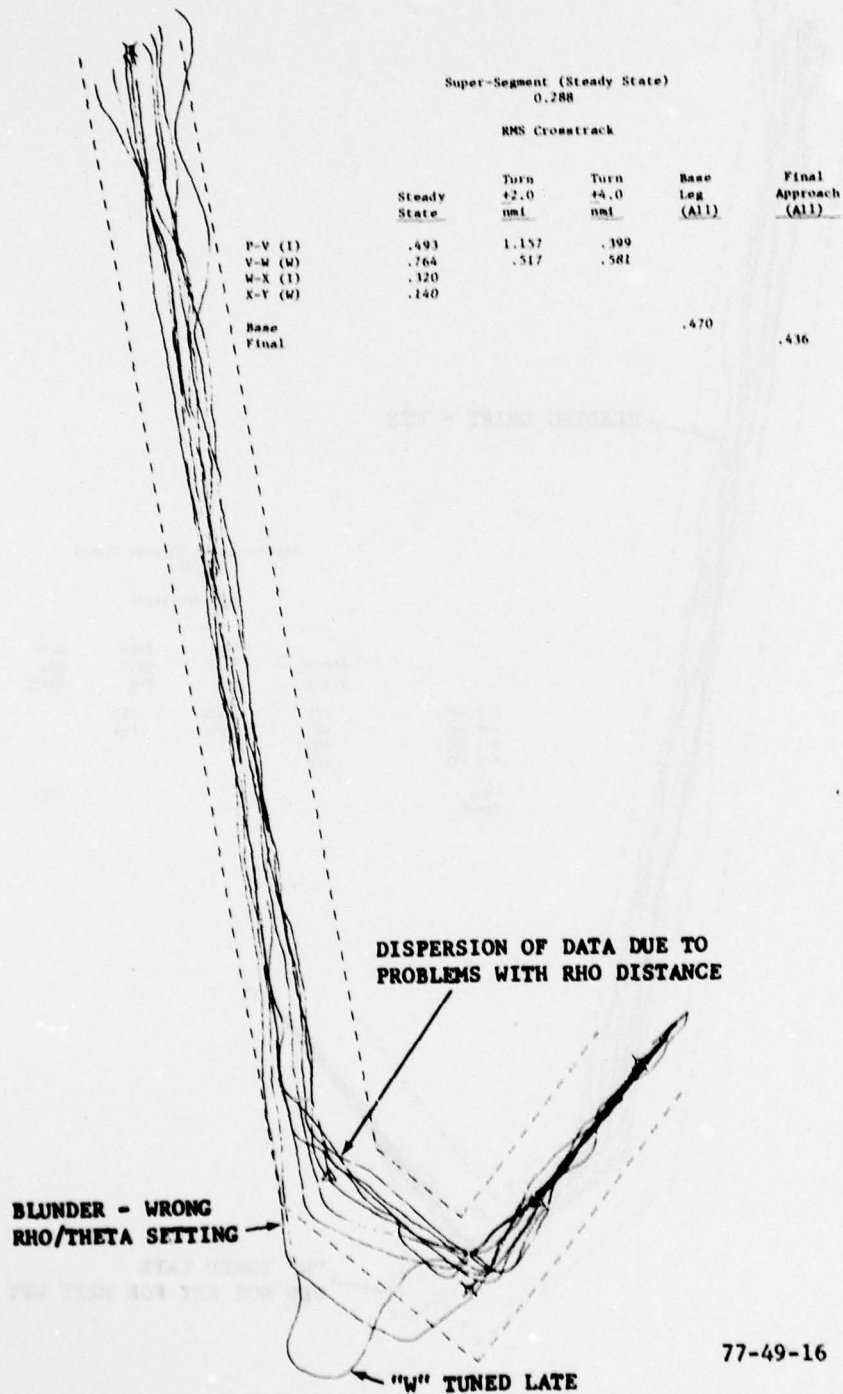 Super-Segment (Steady State)
0.288
RMS Crosstrack
Steady State Turn +2.0 nmi Turn +4.0 nmi Base Leg (All) Final Approach (All)
P-V (I) .493 1.157 .399
V-W (W) .764 .517 .581
W-X (I) .320
X-Y (W) .140
Base .470
Final .436
DISPERSION OF DATA DUE TO
PROBLEMS WITH RHO DISTANCE
BLUNDER - WRONG
RHO/THETA SETTING
"W" TUNED LATE
77-49-16